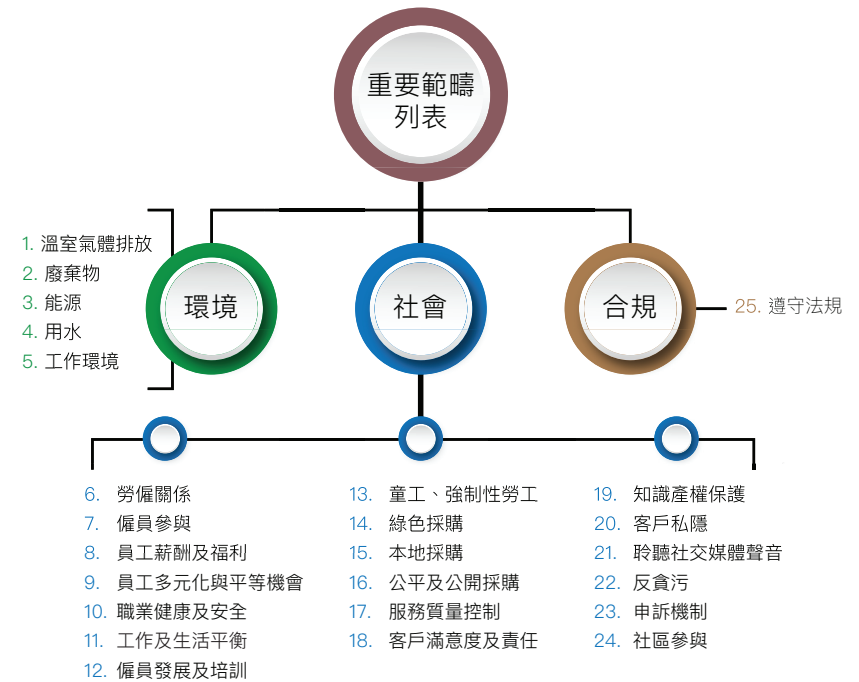 重要範疇
列表
1. 溫室氣體排放
2. 廢棄物
3. 能源
4. 用水
5. 工作環境
環境
社會
合規
25. 遵守法規
6. 勞僱關係
7. 僱員參與
8. 員工薪酬及福利
9. 員工多元化與平等機會
10. 職業健康及安全
11. 工作及生活平衡
12. 僱員發展及培訓
13. 童工、強制性勞工
14. 綠色採購
15. 本地採購
16. 公平及公開採購
17. 服務質量控制
18. 客戶滿意度及責任
19. 知識產權保護
20. 客戶私隱
21. 聆聽社交媒體聲音
22. 反貪污
23. 申訴機制
24. 社區參與